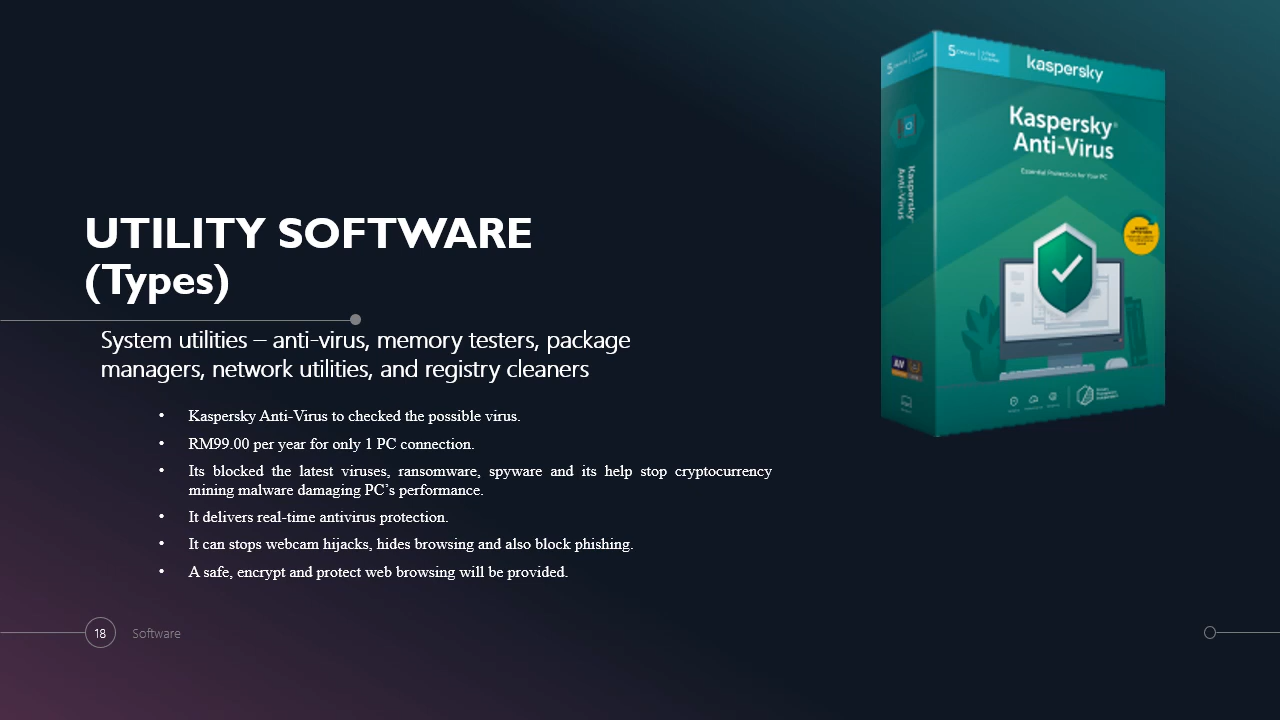 UTILITY SOFTWARE
(Types)
System utilities – anti-virus, memory testers, package
managers, network utilities, and registry cleaners
• Kaspersky Anti-Virus to checked the possible virus.
• RM99.00 per year for only 1 PC connection.
• Its blocked the latest viruses, ransomware, spyware and its help stop cryptocurrency
mining malware damaging PC’s performance.
• It delivers real-time antivirus protection.
• It can stops webcam hijacks, hides browsing and also block phishing.
• A safe, encrypt and protect web browsing will be provided.
18 Software
kaspersky
Kaspersky
Anti-Virus
Essential Protection for Your PC
Kaspersky
Anti-Virus